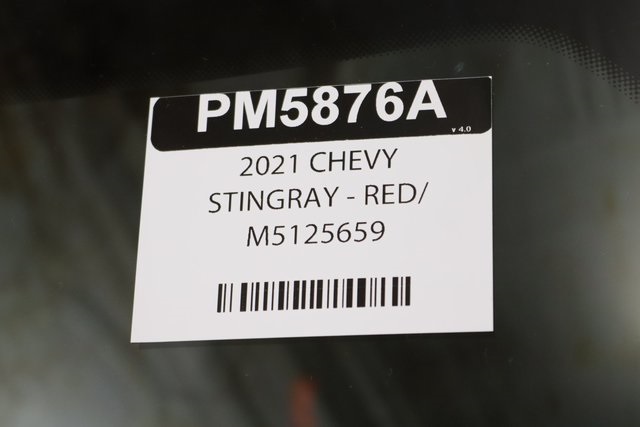 PM5876A
v 4.0
2021 CHEVY
STINGRAY - RED/
M5125659